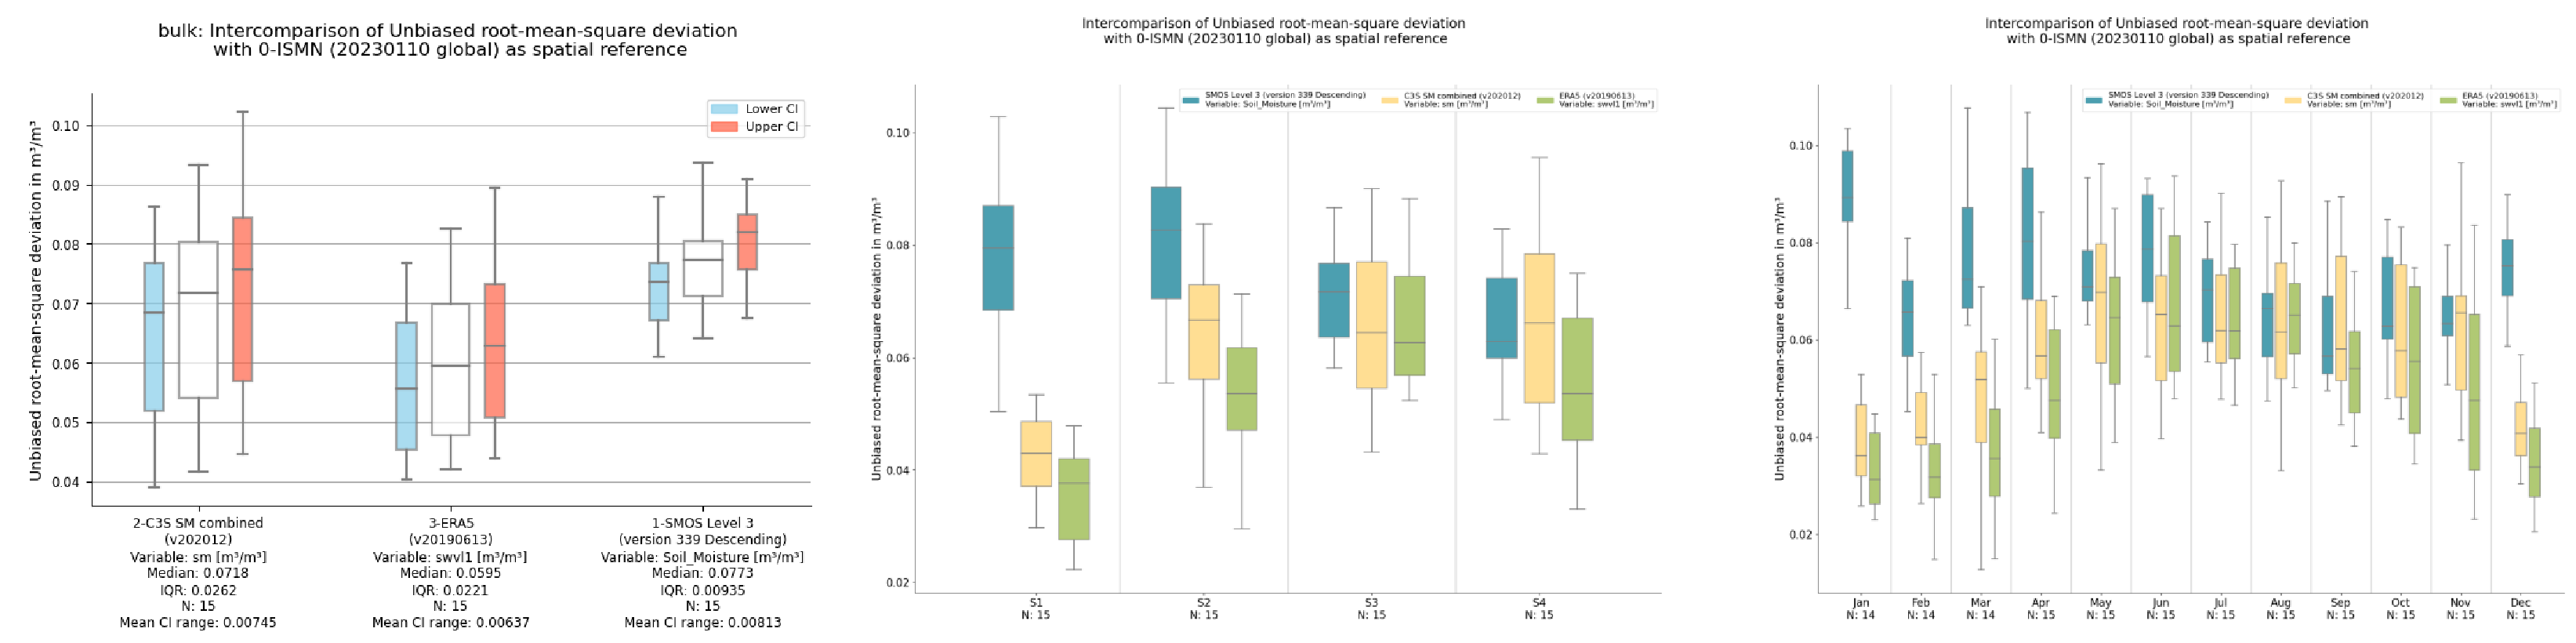 bulk: Intercomparison of Unbiased root-mean-square deviation
with 0-ISMN (20230110 global) as spatial reference
Unbiased root-mean-square deviation in m³/m³
0.10
0.09
0.08
0.07
0.06
0.05
0.04
Lower CI
Upper CI
2-C3S SM combined
(v202012)
Variable: sm [m³/m³]
Median: 0.0718
IQR: 0.0262
N: 15
Mean CI range: 0.00745
3-ERA5
(v20190613)
Variable: swvl1 [m³/m³]
Median: 0.0595
IQR: 0.0221
N: 15
Mean CI range: 0.00637
1-SMOS Level 3
(version 339 Descending)
Variable: Soil_Moisture [m³/m³]
Median: 0.0773
IQR: 0.00935
N: 15
Mean CI range: 0.00813
Intercomparison of Unbiased root-mean-square deviation
with 0-ISMN (20230110 global) as spatial reference
Unbiased root-mean-square deviation in m³/m³
0.10
0.08
0.06
0.04
0.02
SMOS Level 3 (version 339 Descending)
Variable: Soil_Moisture [m³/m³]
C3S SM combined (v202012)
Variable: sm [m³/m³]
ERA5 (v20190613)
Variable: swvl1 [m³/m³]
S1
N: 15
S2
N: 15
S3
N: 15
S4
N: 15
Intercomparison of Unbiased root-mean-square deviation
with 0-ISMN (20230110 global) as spatial reference
Unbiased root-mean-square deviation in m³/m³
0.10
0.08
0.06
0.04
0.02
SMOS Level 3 (version 339 Descending)
Variable: Soil_Moisture [m³/m³]
C3S SM combined (v202012)
Variable: sm [m³/m³]
ERA5 (v20190613)
Variable: swvl1 [m³/m³]
Jan
N: 14
Feb
N: 14
Mar
N: 14
Apr
N: 15
May
N: 15
Jun
N: 15
Jul
N: 15
Aug
N: 15
Sep
N: 15
Oct
N: 15
Nov
N: 15
Dec
N: 15